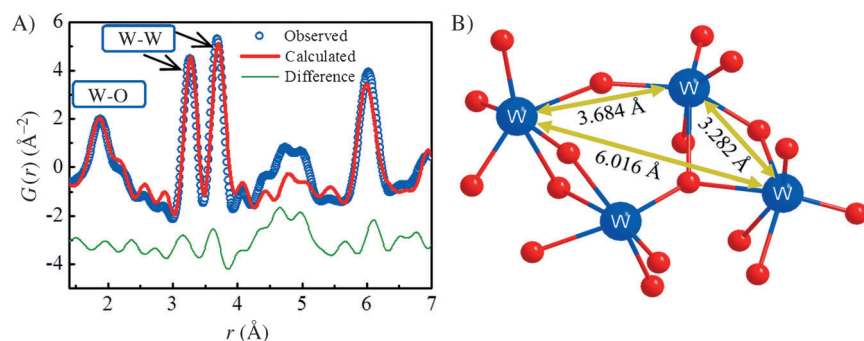 A)
W-W
W-O
Observed
Calculated
Difference
G(r) (Å⁻²)
6
4
2
0
-2
-4
2
3
4
5
6
7
r (Å)
B)
W
W
W
W
3.684 Å
3.282 Å
6.016 Å